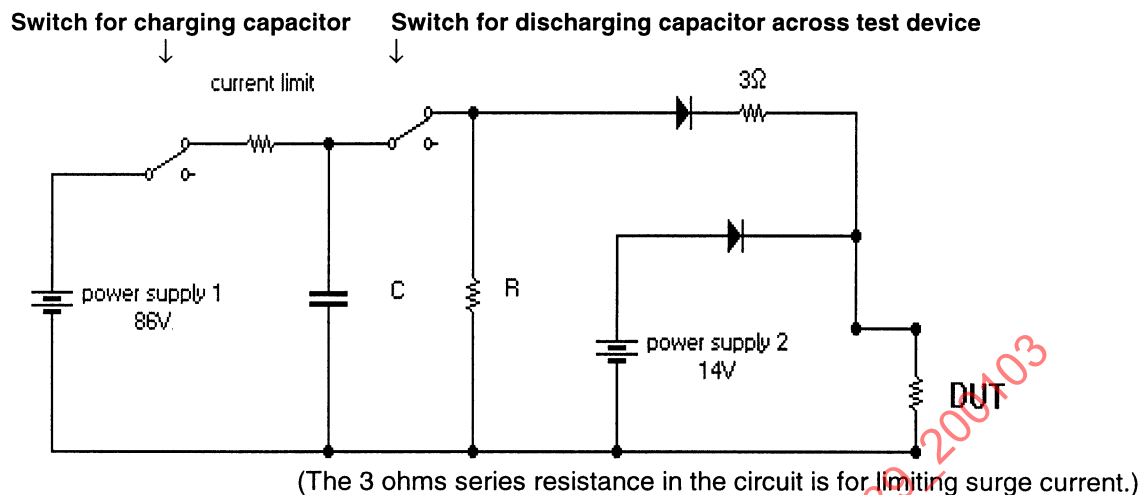 Switch for charging capacitor
Switch for discharging capacitor across test device
↓
↓
current limit
3Ω
power supply 1
86V.
C
R
power supply 2
14V
DUT
(The 3 ohms series resistance in the circuit is for limiting surge current.)
39_200103